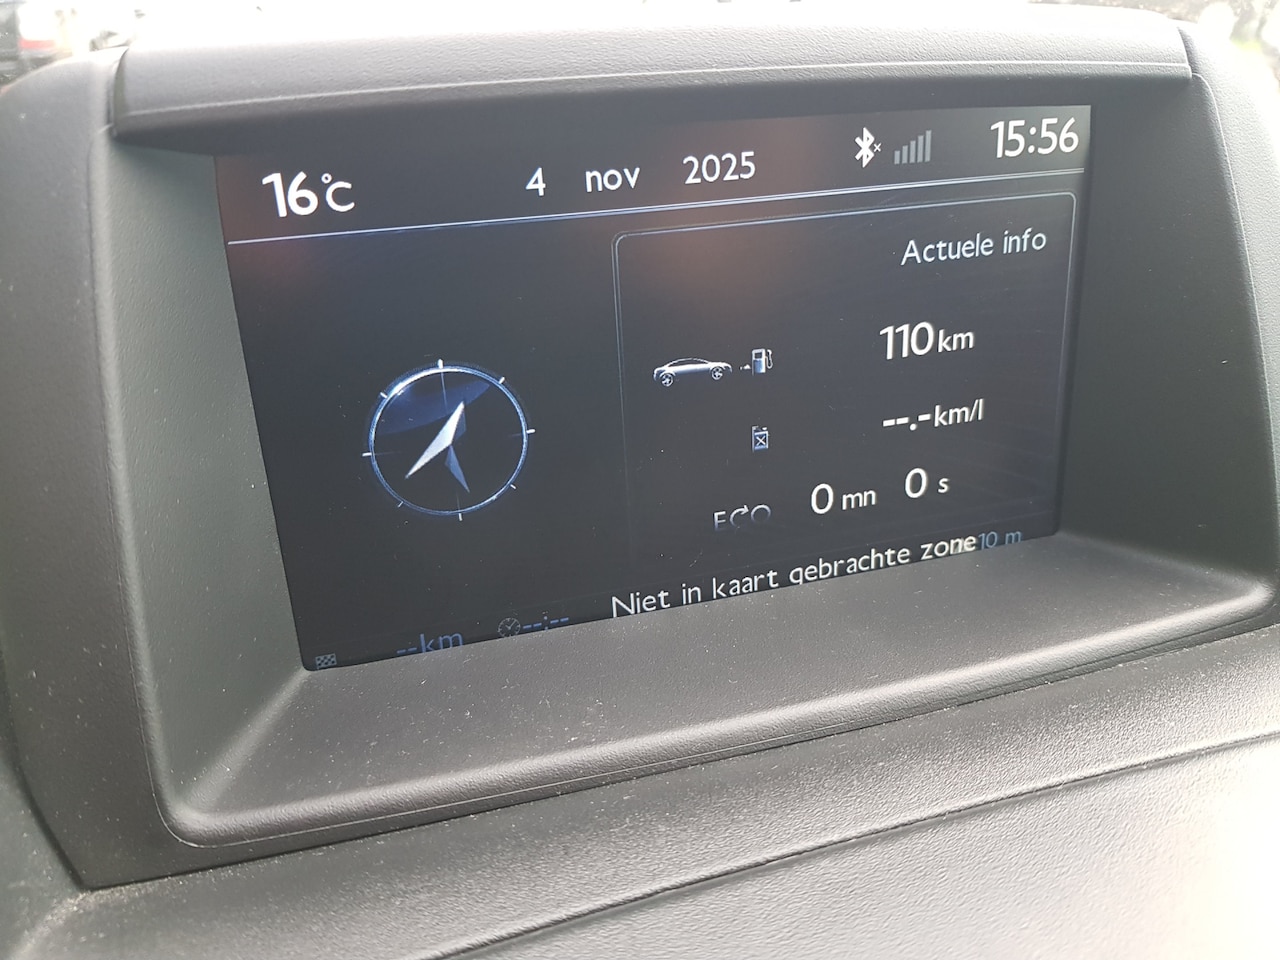 16°C 4 nov 2025 15:56
Actuele info
110 km
--.- km/l
ECO 0 mn 0 s
Niet in kaart gebrachte zone 10 m
--km --:--